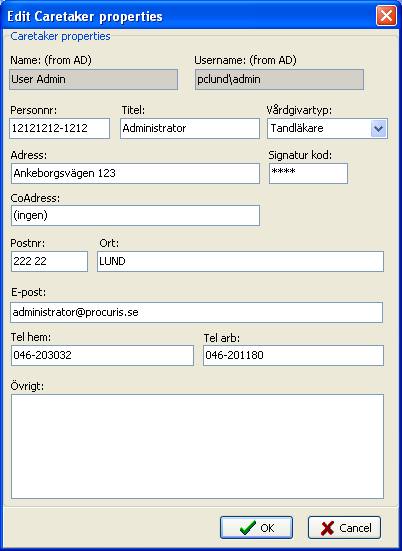 Edit Caretaker properties
Caretaker properties
Name: (from AD) Username: (from AD)
User Admin pclund\admin
Personnr: Titel: Vårdgivartyp:
12121212-1212 Administrator Tandläkare
Adress: Signatur kod:
Ankeborgsvägen 123 ****
CoAdress:
(ingen)
Postnr: Ort:
222 22 LUND
E-post:
administrator@procuris.se
Tel hem: Tel arb:
046-203032 046-201180
Övrigt:
OK Cancel